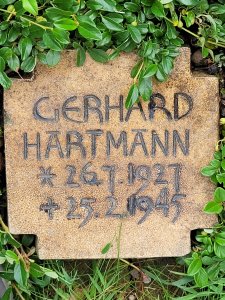 GERHARD
HARTMANN
* 26.7.1927
✢ 25.2.1945